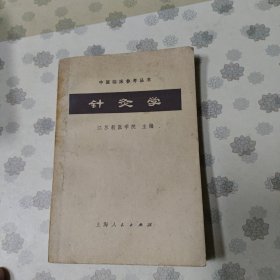 中医临床参考丛书
针灸学
江苏新医学院 主编
上海人民出版社